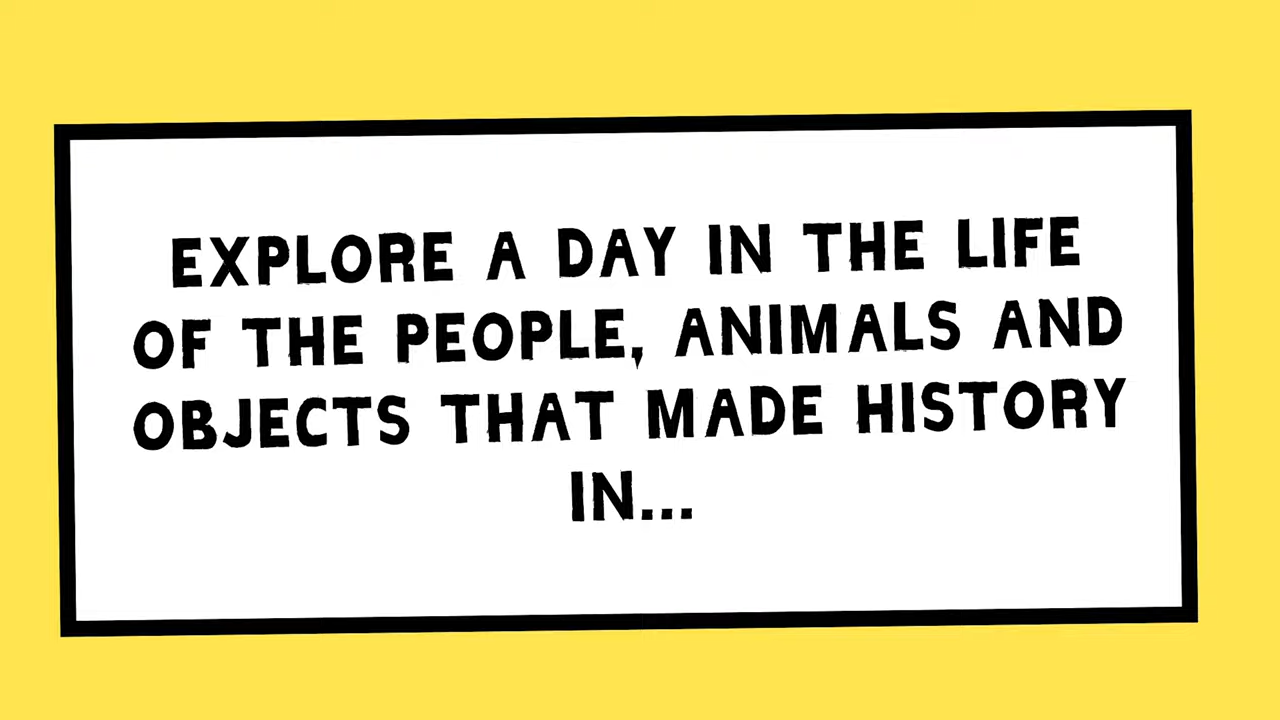 EXPLORE A DAY IN THE LIFE
OF THE PEOPLE, ANIMALS AND
OBJECTS THAT MADE HISTORY
IN...